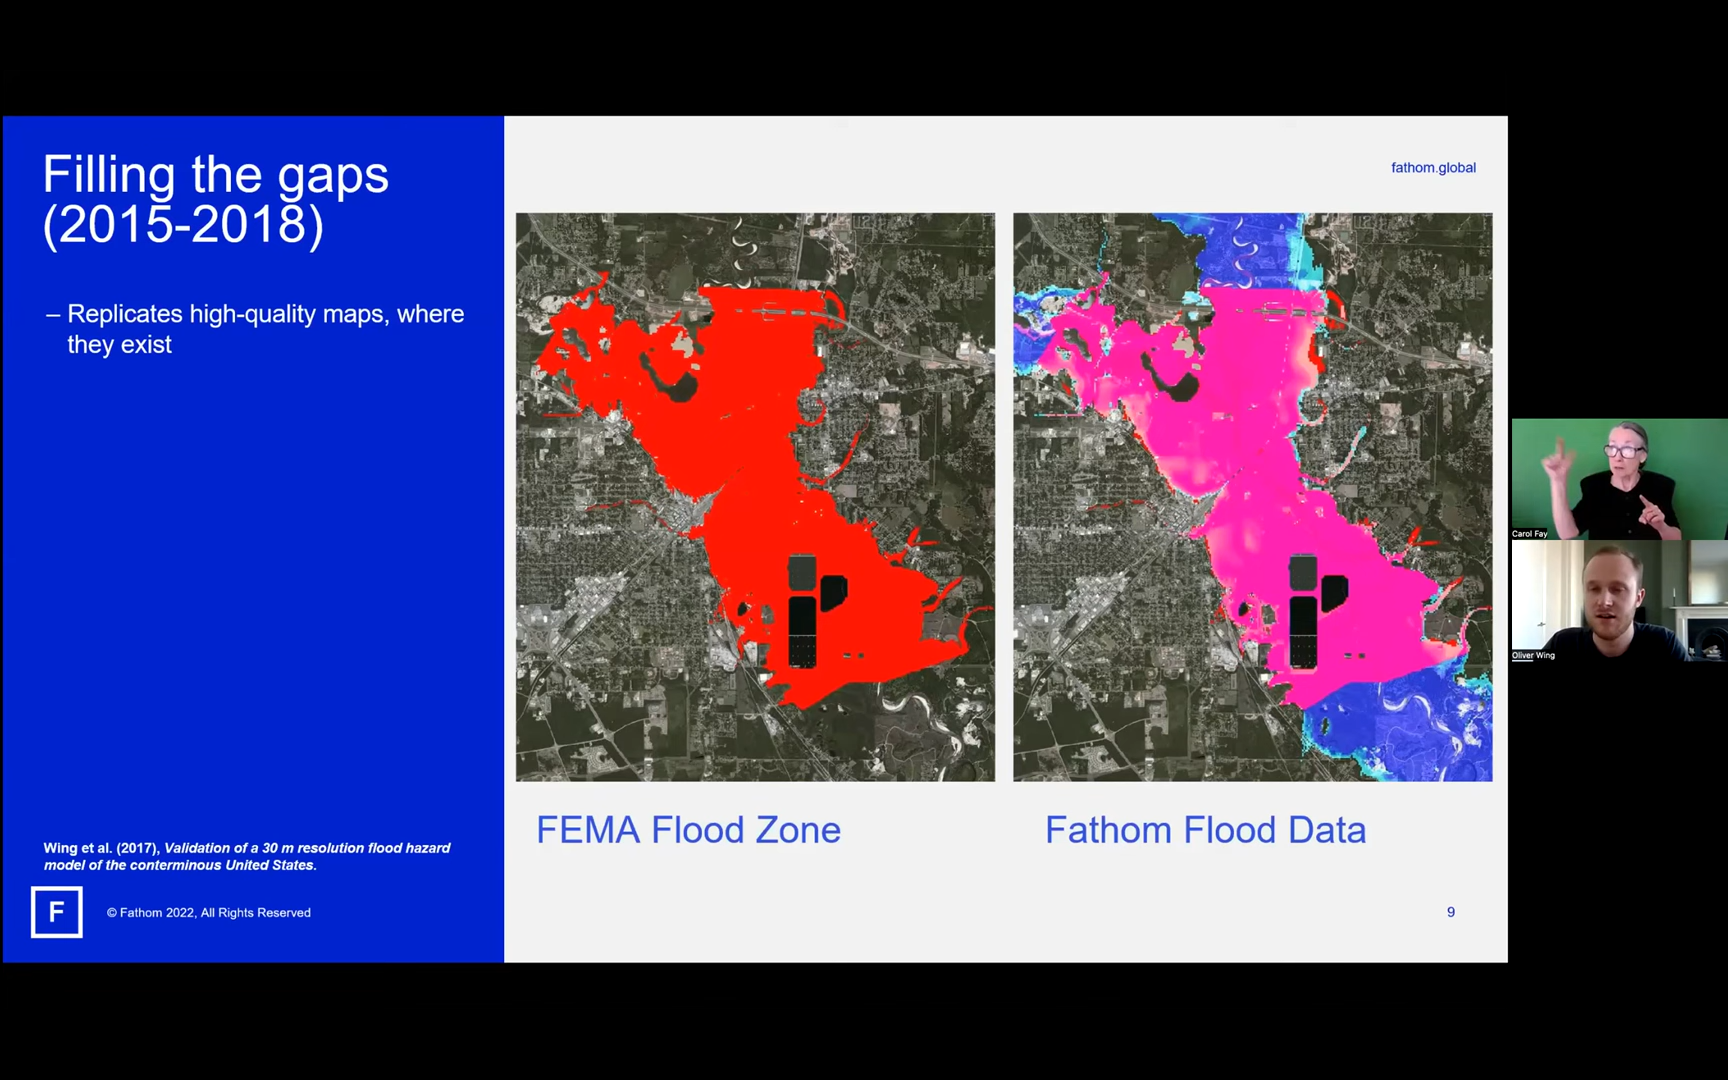 Filling the gaps
(2015-2018)
– Replicates high-quality maps, where
they exist
Wing et al. (2017), Validation of a 30 m resolution flood hazard
model of the conterminous United States.
F
© Fathom 2022, All Rights Reserved
fathom.global
FEMA Flood Zone
Fathom Flood Data
9
Carol Fay
Oliver Wing